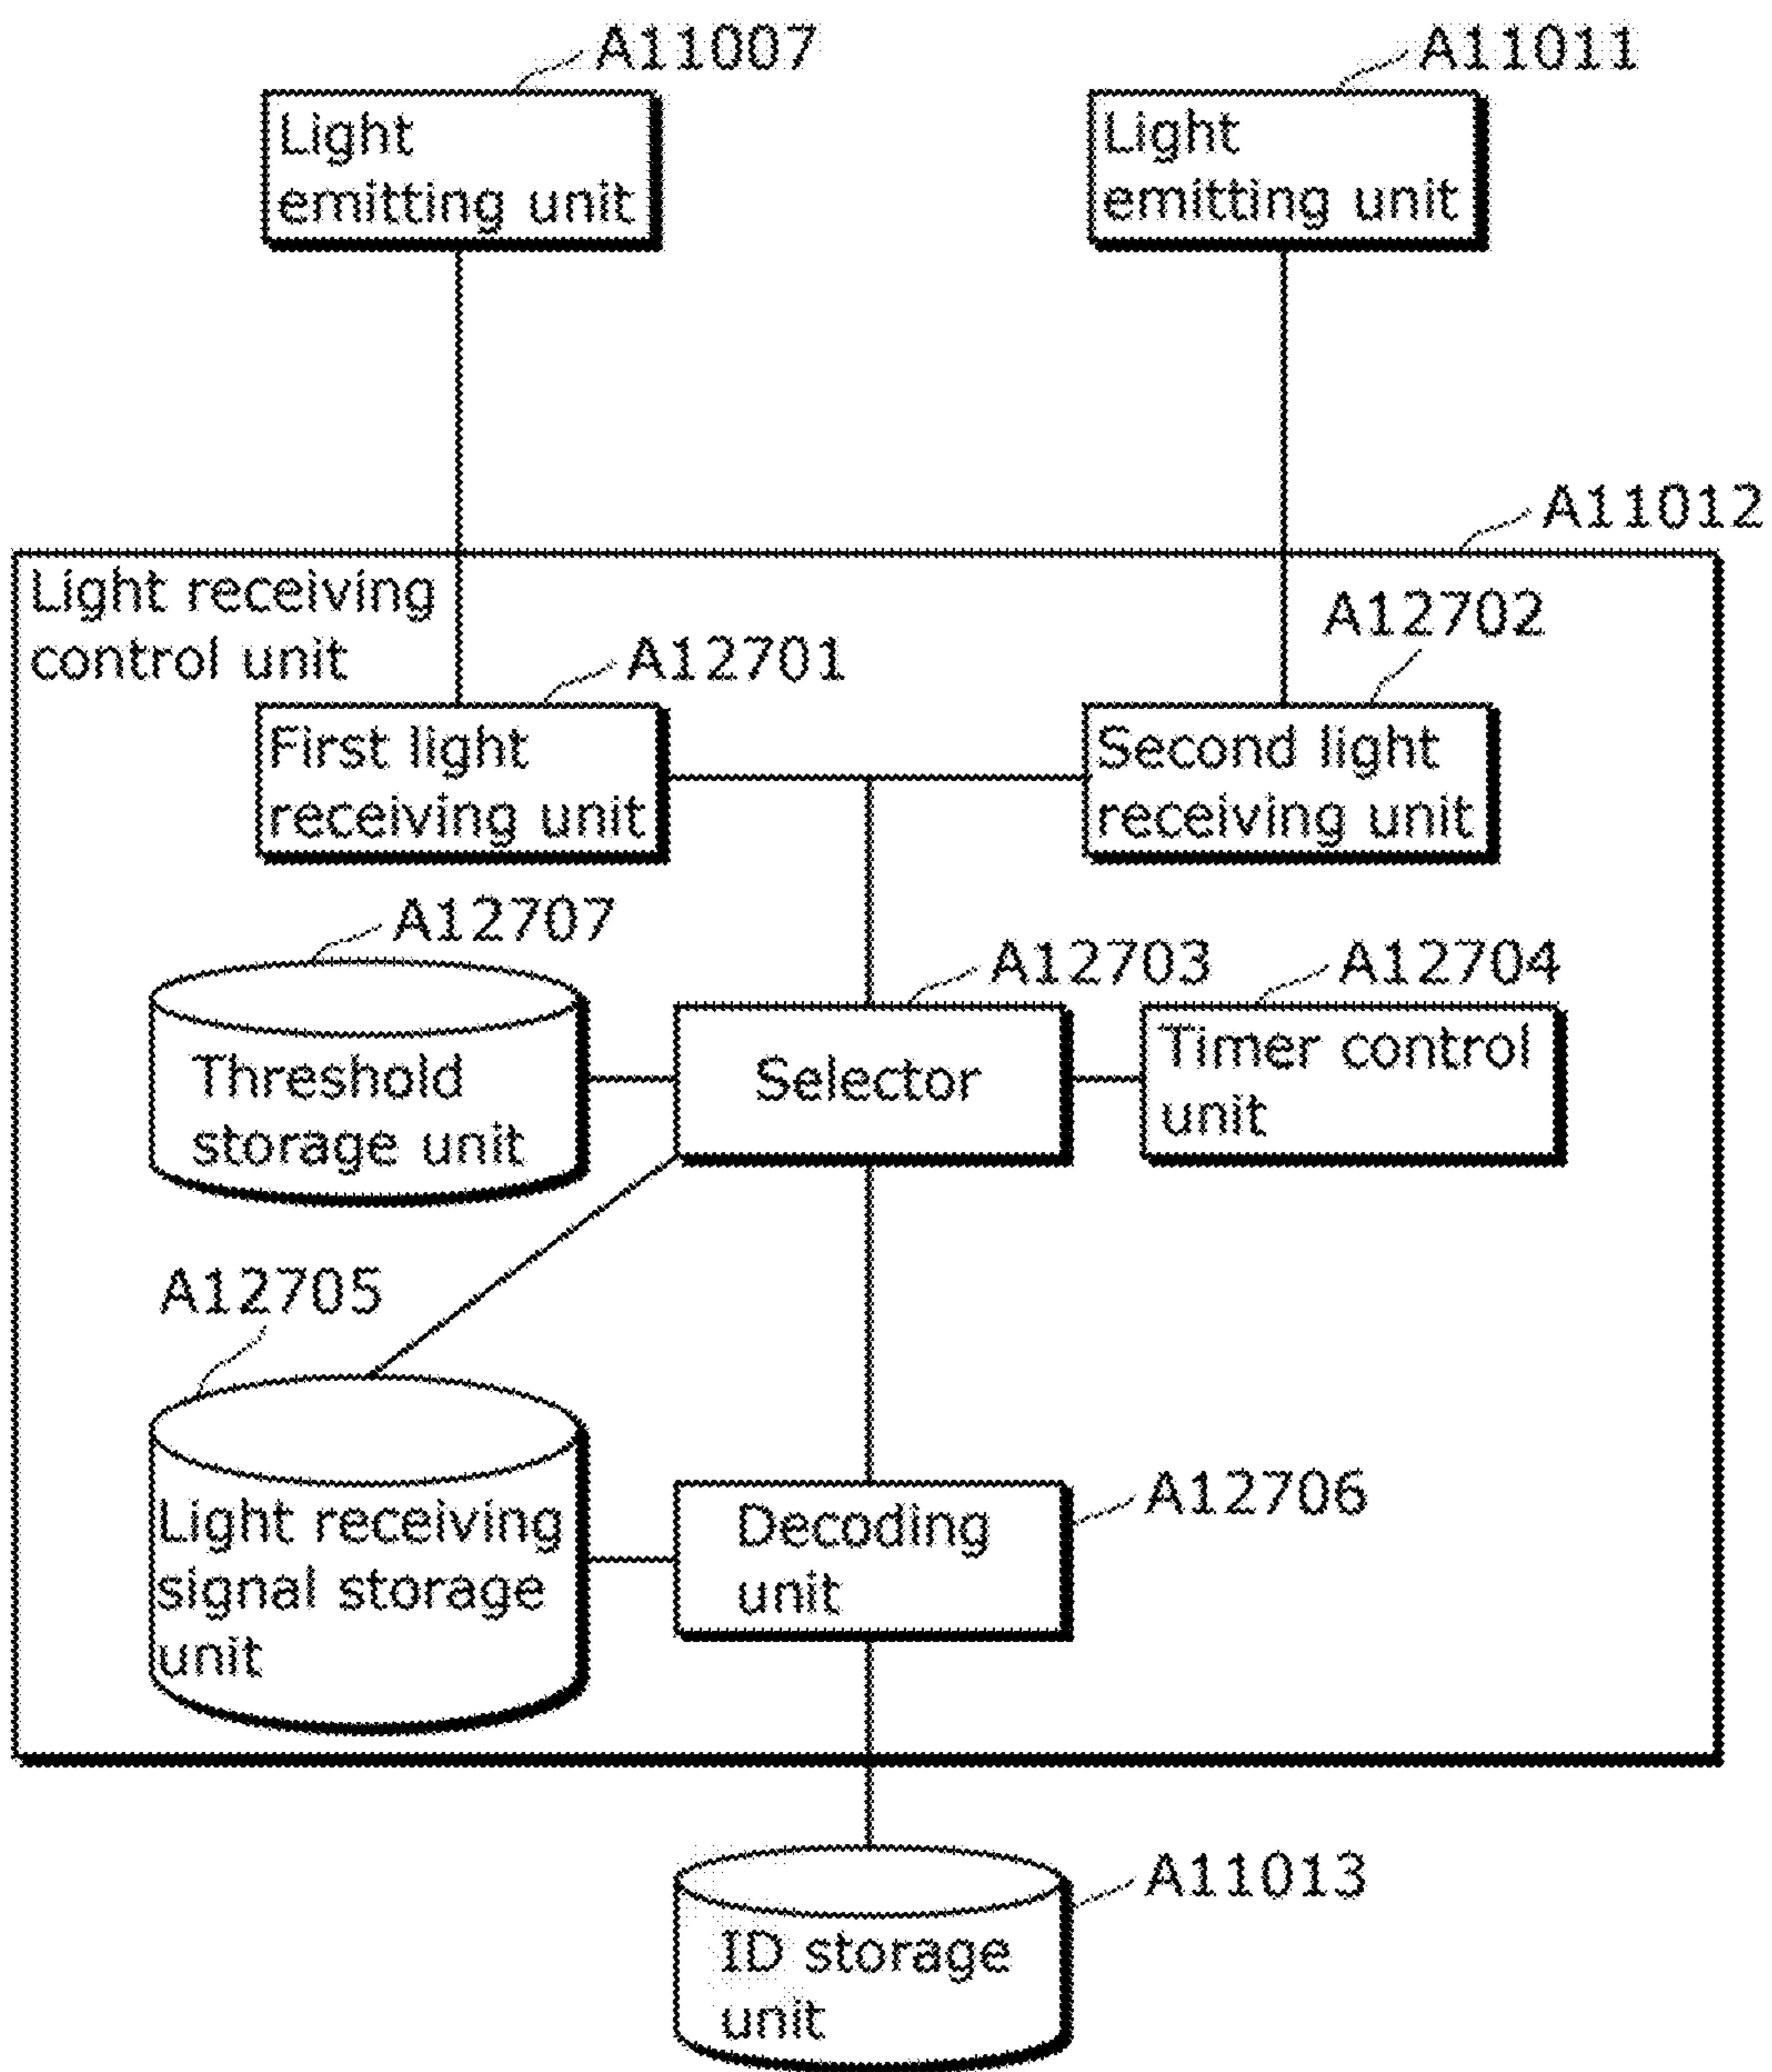 A11007
A11011
Light
emitting unit
Light
emitting unit
A11012
Light receiving
control unit
A12701
A12702
First light
receiving unit
Second light
receiving unit
A12707
A12703
A12704
Threshold
storage unit
Selector
Timer control
unit
A12705
Light receiving
signal storage
unit
Decoding
unit
A12706
A11013
ID storage
unit